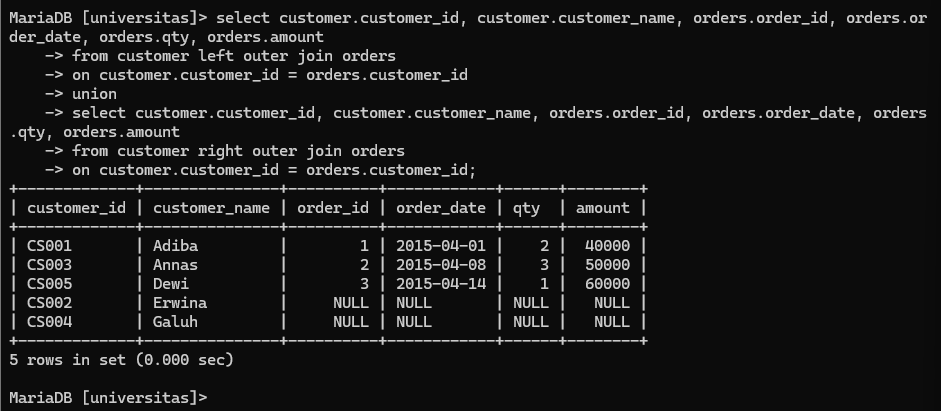 MariaDB [universitas]> select customer.customer_id, customer.customer_name, orders.order_id, orders.or
der_date, orders.qty, orders.amount
    -> from customer left outer join orders
    -> on customer.customer_id = orders.customer_id
    -> union
    -> select customer.customer_id, customer.customer_name, orders.order_id, orders.order_date, orders
.qty, orders.amount
    -> from customer right outer join orders
    -> on customer.customer_id = orders.customer_id;
+-------------+---------------+----------+------------+------+--------+
| customer_id | customer_name | order_id | order_date | qty  | amount |
+-------------+---------------+----------+------------+------+--------+
| CS001       | Adiba         |        1 | 2015-04-01 |    2 |  40000 |
| CS003       | Annas         |        2 | 2015-04-08 |    3 |  50000 |
| CS005       | Dewi          |        3 | 2015-04-14 |    1 |  60000 |
| CS002       | Erwina        |     NULL | NULL       | NULL |   NULL |
| CS004       | Galuh         |     NULL | NULL       | NULL |   NULL |
+-------------+---------------+----------+------------+------+--------+
5 rows in set (0.000 sec)

MariaDB [universitas]>